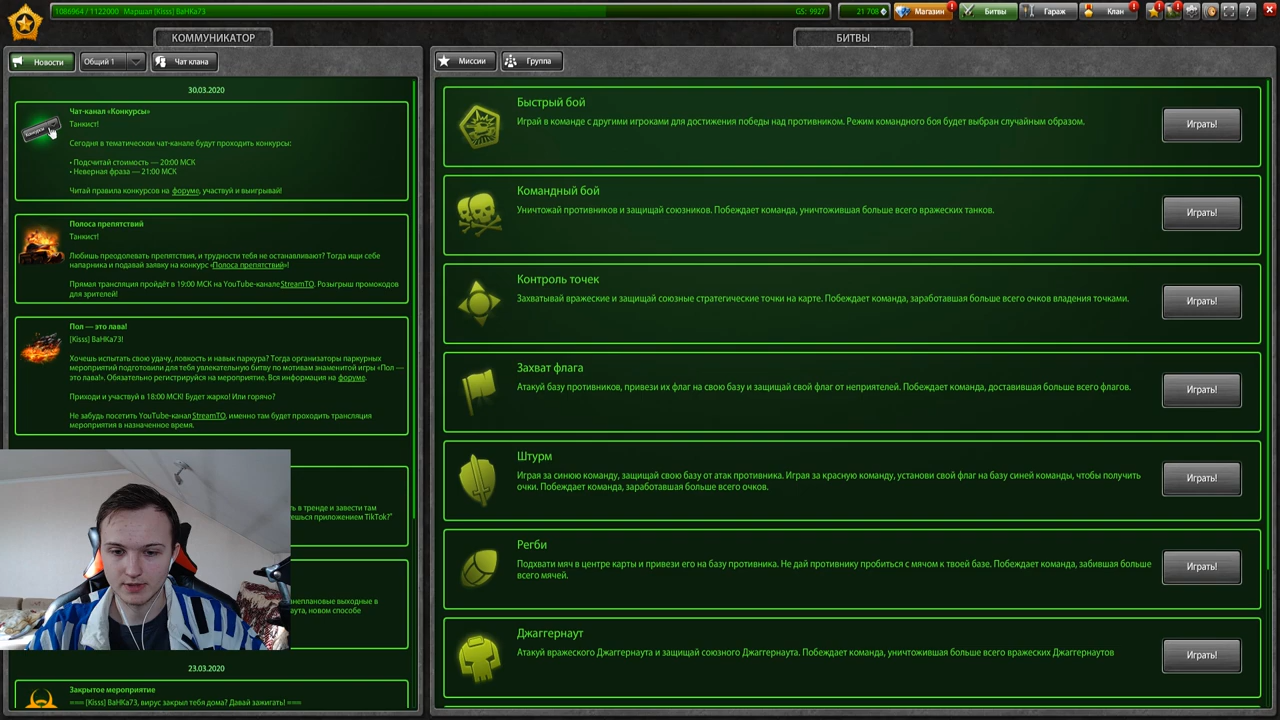 1086964 / 1122000 Маршал [Kisss] BaHKa73
GS: 9927
21 708
Магазин
Битвы
Гараж
Клан
?
КОММУНИКАТОР
БИТВЫ
Новости
Общий 1
Чат клана
Миссии
Группа
30.03.2020
Чат-канал «Конкурсы»
Танкист!
Сегодня в тематическом чат-канале будут проходить конкурсы:
• Подсчитай стоимость — 20:00 МСК
• Неверная фраза — 21:00 МСК
Читай правила конкурсов на форуме, участвуй и выигрывай!
Полоса препятствий
Танкист!
Любишь преодолевать препятствия, и трудности тебя не останавливают? Тогда ищи себе
напарника и подавай заявку на конкурс «Полоса препятствий»!
Прямая трансляция пройдёт в 19:00 МСК на YouTube-канале StreamTO. Розыгрыш промокодов
для зрителей!
Пол — это лава!
[Kisss] BaHKa73!
Хочешь испытать свою удачу, ловкость и навык паркура? Тогда организаторы паркурных
мероприятий подготовили для тебя увлекательную битву по мотивам знаменитой игры «Пол —
это лава!». Обязательно регистрируйся на мероприятие. Вся информация на форуме.
Приходи и участвуй в 18:00 МСК! Будет жарко! Или горячо?
Не забудь посетить YouTube-канал StreamTO, именно там будет проходить трансляция
мероприятия в назначенное время.
в тренде и завести там
ешься приложением TikTok?"
неплановые выходные в
аута, новом способе
23.03.2020
Закрытое мероприятие
=== [Kisss] BaHKa73, вирус закрыл тебя дома? Давай зажигать! ===
Быстрый бой
Играй в команде с другими игроками для достижения победы над противником. Режим командного боя будет выбран случайным образом.
Играть!
Командный бой
Уничтожай противников и защищай союзников. Побеждает команда, уничтожившая больше всего вражеских танков.
Играть!
Контроль точек
Захватывай вражеские и защищай союзные стратегические точки на карте. Побеждает команда, заработавшая больше всего очков владения точками.
Играть!
Захват флага
Атакуй базу противников, привези их флаг на свою базу и защищай свой флаг от неприятелей. Побеждает команда, доставившая больше всего флагов.
Играть!
Штурм
Играя за синюю команду, защищай свою базу от атак противника. Играя за красную команду, установи свой флаг на базу синей команды, чтобы получить
очки. Побеждает команда, заработавшая больше всего очков.
Играть!
Регби
Подхвати мяч в центре карты и привези его на базу противника. Не дай противнику пробиться с мячом к твоей базе. Побеждает команда, забившая больше
всего мячей.
Играть!
Джаггернаут
Атакуй вражеского Джаггернаута и защищай союзного Джаггернаута. Побеждает команда, уничтожившая больше всего вражеских Джаггернаутов
Играть!